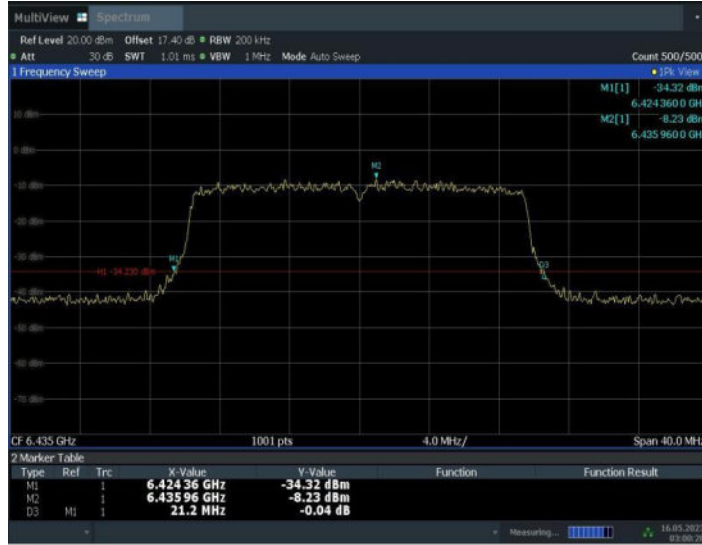 MultiView Spectrum
Ref Level 20.00 dBm Offset 17.40 dB RBW 200 kHz
Att 30 dB SWT 1.01 ms VBW 1 MHz Mode Auto Sweep Count 500/500
1 Frequency Sweep 1Pk View
M1[1] -34.32 dBm
6.424 360 0 GH
M2[1] -8.23 dBm
6.435 960 0 GH
10 dBm
0 dBm
M2
-10 dBm
-20 dBm
-30 dBm
M1
D3
H1 -34.230 dBm
-40 dBm
-50 dBm
-60 dBm
-70 dBm
CF 6.435 GHz 1001 pts 4.0 MHz/ Span 40.0 MHz
2 Marker Table
Type Ref Trc X-Value Y-Value Function Function Result
M1 1 6.424 36 GHz -34.32 dBm
M2 1 6.435 96 GHz -8.23 dBm
D3 M1 1 21.2 MHz -0.04 dB
Measuring...